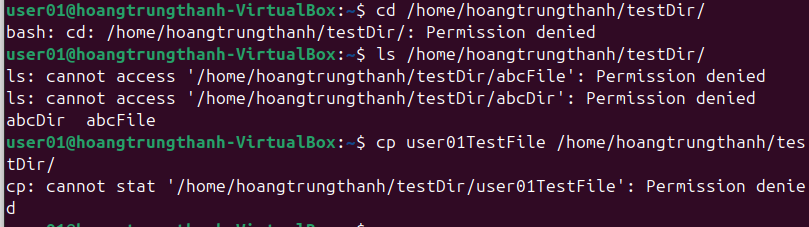 user01@hoangtrungthanh-VirtualBox:~$ cd /home/hoangtrungthanh/testDir/
bash: cd: /home/hoangtrungthanh/testDir/: Permission denied
user01@hoangtrungthanh-VirtualBox:~$ ls /home/hoangtrungthanh/testDir/
ls: cannot access '/home/hoangtrungthanh/testDir/abcFile': Permission denied
ls: cannot access '/home/hoangtrungthanh/testDir/abcDir': Permission denied
abcDir  abcFile
user01@hoangtrungthanh-VirtualBox:~$ cp user01TestFile /home/hoangtrungthanh/tes
tDir/
cp: cannot stat '/home/hoangtrungthanh/testDir/user01TestFile': Permission denie
d